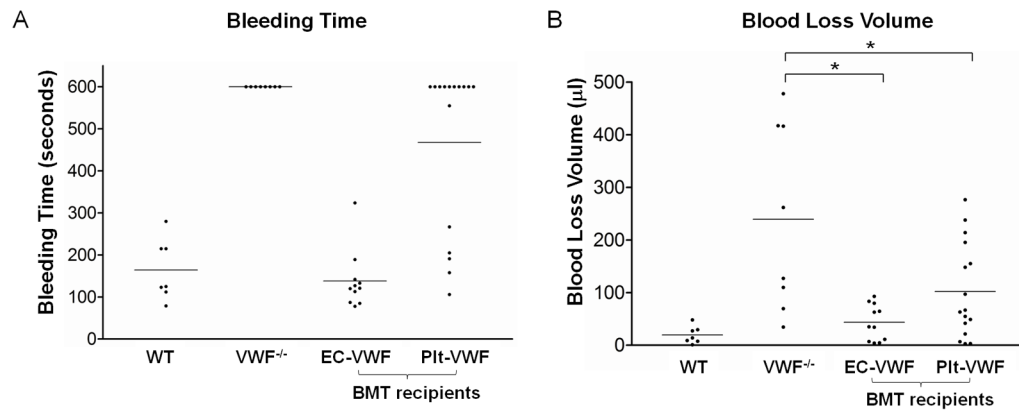 A
Bleeding Time
Bleeding Time (seconds)
600
500
400
300
200
100
0
WT
VWF-/-
EC-VWF
Plt-VWF
BMT recipients
B
Blood Loss Volume
Blood Loss Volume (µl)
500
400
300
200
100
0
*
*
WT
VWF-/-
EC-VWF
Plt-VWF
BMT recipients